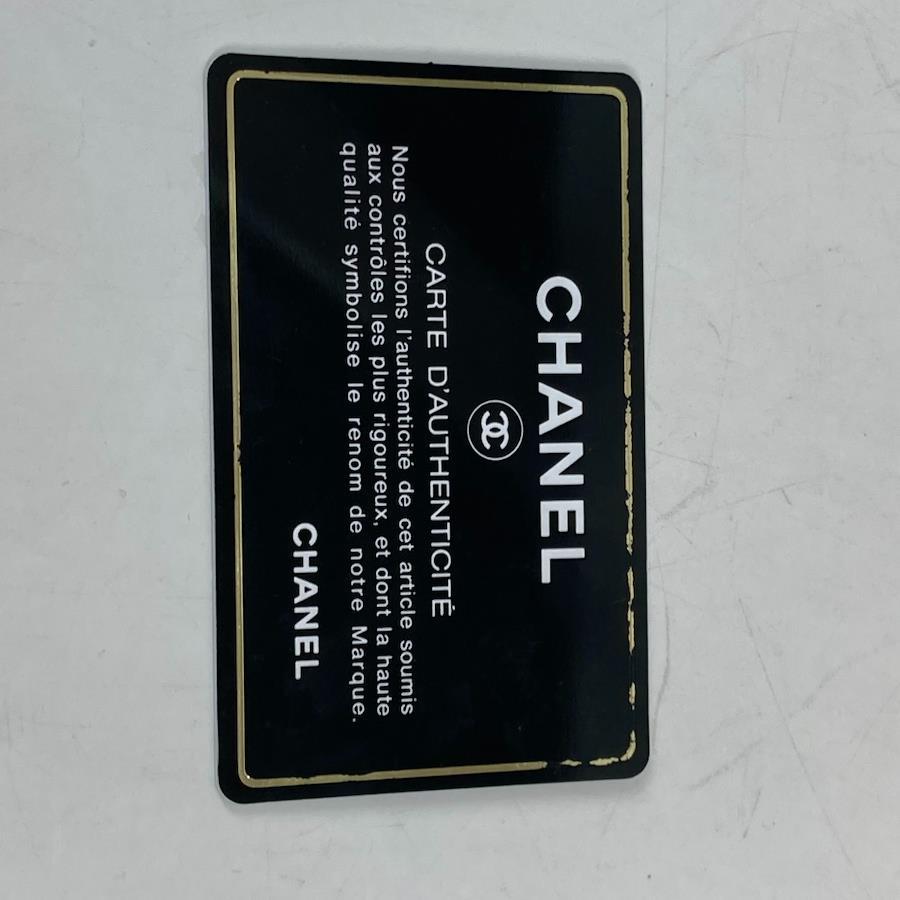 CHANEL
CARTE D'AUTHENTICITÉ
Nous certifions l'authenticité de cet article soumis
aux contrôles les plus rigoureux, et dont la haute
qualité symbolise le renom de notre Marque.
CHANEL